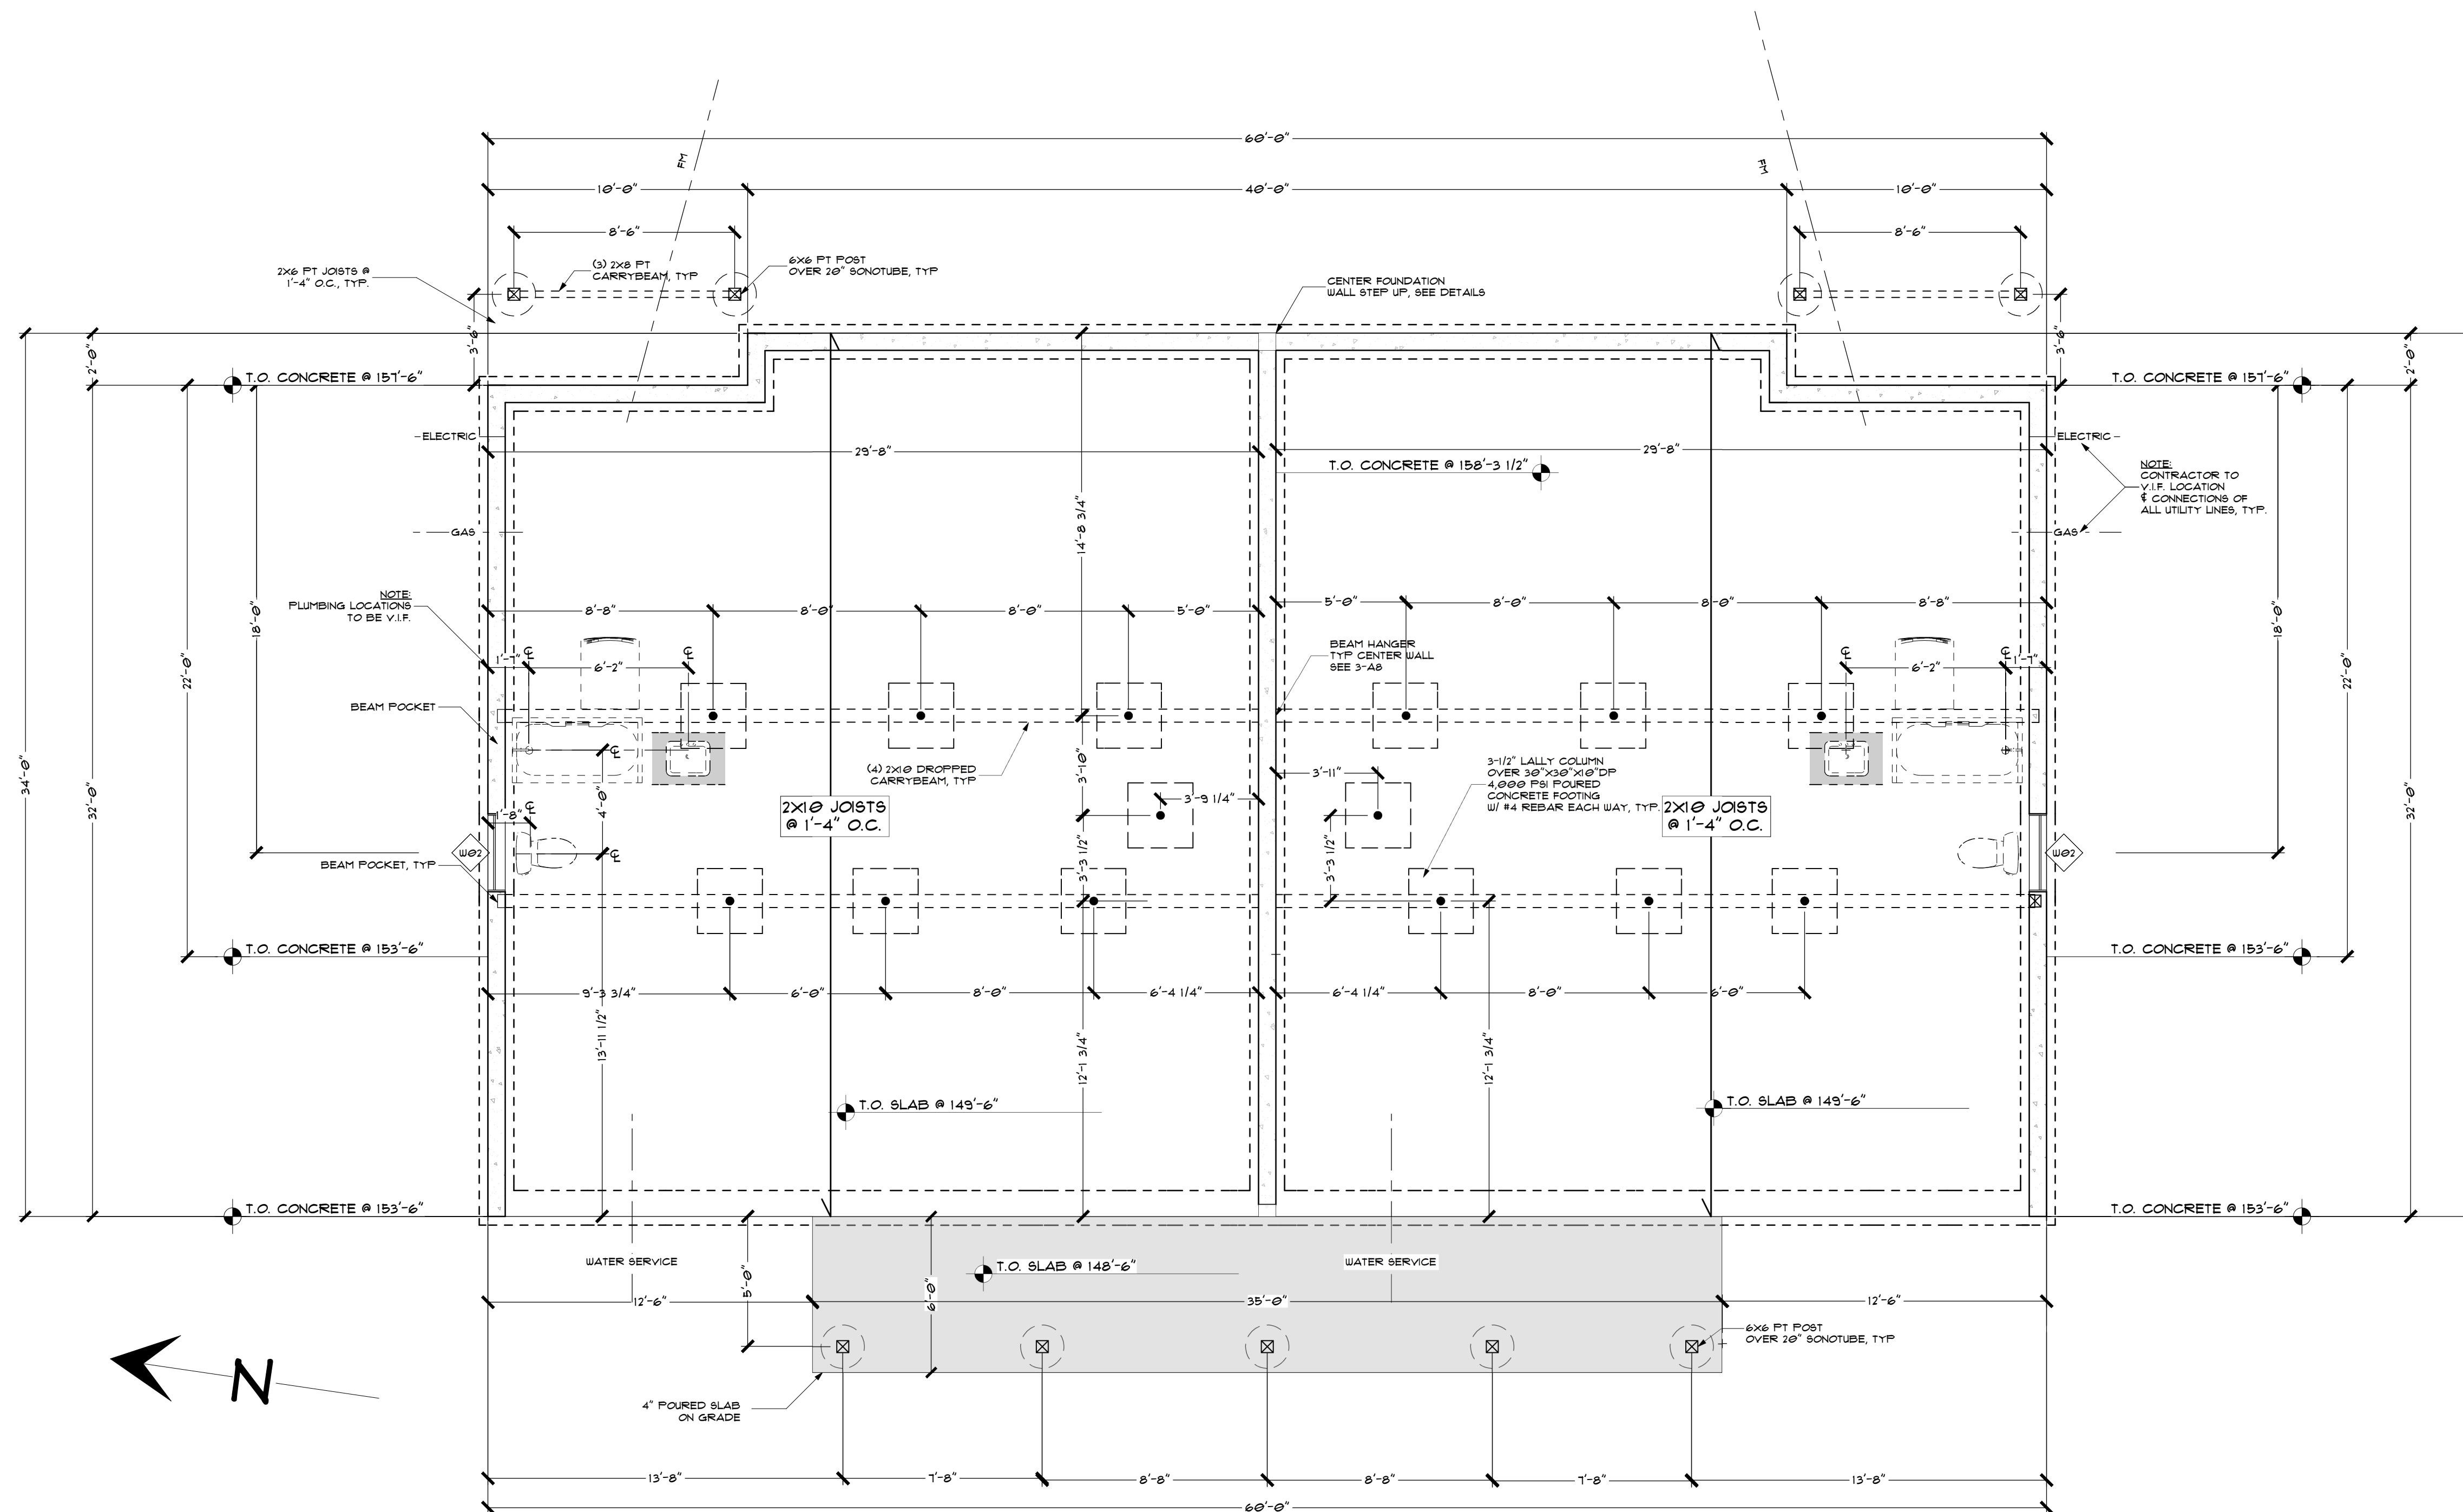 60'-0"
10'-0"
40'-0"
10'-0"
8'-6"
8'-6"
FM
FM
2X6 PT JOISTS @
1'-4" O.C., TYP.
(3) 2X8 PT
CARRYBEAM, TYP
6X6 PT POST
OVER 20" SONOTUBE, TYP
CENTER FOUNDATION
WALL STEP UP, SEE DETAILS
3'-6"
3'-6"
2'-0"
2'-0"
T.O. CONCRETE @ 157'-6"
T.O. CONCRETE @ 157'-6"
ELECTRIC
ELECTRIC
29'-8"
29'-8"
T.O. CONCRETE @ 158'-3 1/2"
NOTE:
CONTRACTOR TO
V.I.F. LOCATION
& CONNECTIONS OF
ALL UTILITY LINES, TYP.
GAS
GAS
14'-8 3/4"
NOTE:
PLUMBING LOCATIONS
TO BE V.I.F.
18'-0"
18'-0"
8'-8"
8'-0"
8'-0"
5'-0"
5'-0"
8'-0"
8'-0"
8'-8"
BEAM HANGER
TYP CENTER WALL
SEE 3-A8
1'-7"
6'-2"
6'-2"
1'-7"
22'-0"
22'-0"
BEAM POCKET
34'-0"
32'-0"
32'-0"
(4) 2X10 DROPPED
CARRYBEAM, TYP
3'-10"
3'-11"
3'-9 1/4"
3-1/2" LALLY COLUMN
OVER 30"X30"X10"DP
4,000 PSI POURED
CONCRETE FOOTING
W/ #4 REBAR EACH WAY, TYP.
4'-0"
1'-8"
2X10 JOISTS
@ 1'-4" O.C.
2X10 JOISTS
@ 1'-4" O.C.
W02
W02
BEAM POCKET, TYP
3'-3 1/2"
3'-3 1/2"
T.O. CONCRETE @ 153'-6"
T.O. CONCRETE @ 153'-6"
9'-3 3/4"
6'-0"
8'-0"
6'-4 1/4"
6'-4 1/4"
8'-0"
6'-0"
13'-11 1/2"
12'-1 3/4"
12'-1 3/4"
T.O. SLAB @ 149'-6"
T.O. SLAB @ 149'-6"
T.O. CONCRETE @ 153'-6"
T.O. CONCRETE @ 153'-6"
WATER SERVICE
WATER SERVICE
T.O. SLAB @ 148'-6"
5'-0"
6'-0"
12'-6"
35'-0"
12'-6"
6X6 PT POST
OVER 20" SONOTUBE, TYP
N
4" POURED SLAB
ON GRADE
13'-8"
7'-8"
8'-8"
8'-8"
7'-8"
13'-8"
60'-0"